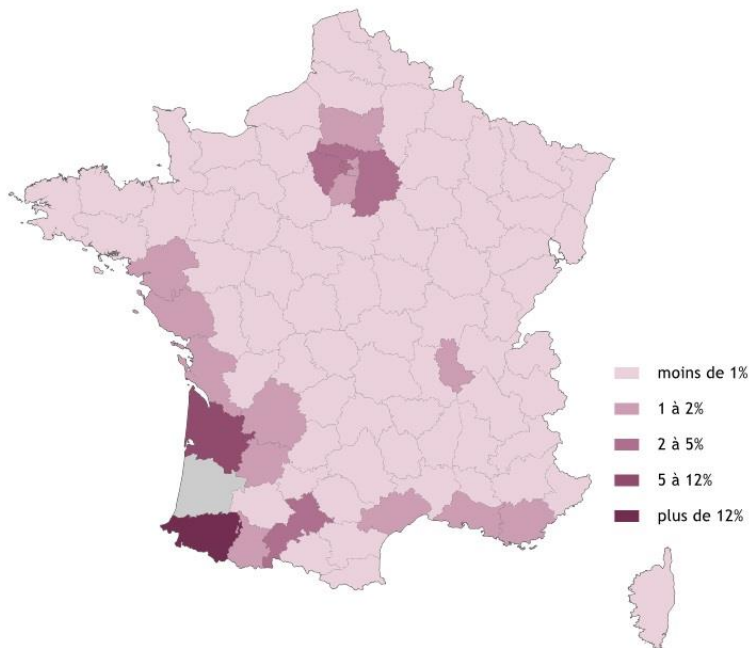 moins de 1%
1 à 2%
2 à 5%
5 à 12%
plus de 12%